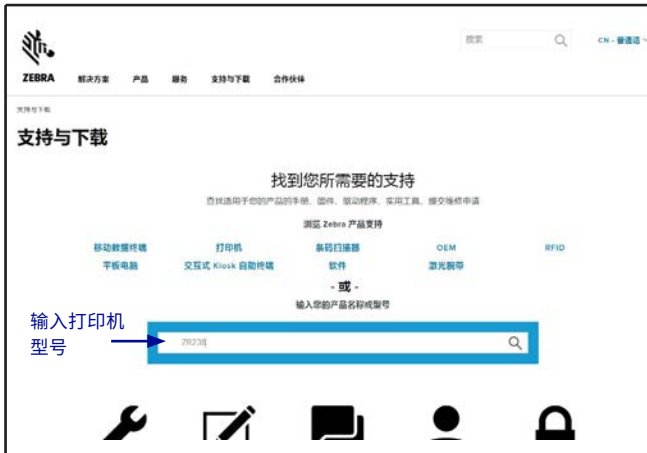 搜索
CN - 普通话
ZEBRA 解决方案 产品 服务 支持与下载 合作伙伴
支持与下载
支持与下载
找到您所需要的支持
查找适用于您的产品的手册、固件、驱动程序、实用工具、提交维修申请
浏览 Zebra 产品支持
移动数据终端 打印机 条码扫描器 OEM RFID
平板电脑 交互式 Kiosk 自助终端 软件 激光腕带
- 或 -
输入您的产品名称或型号
输入打印机
型号
ZR238